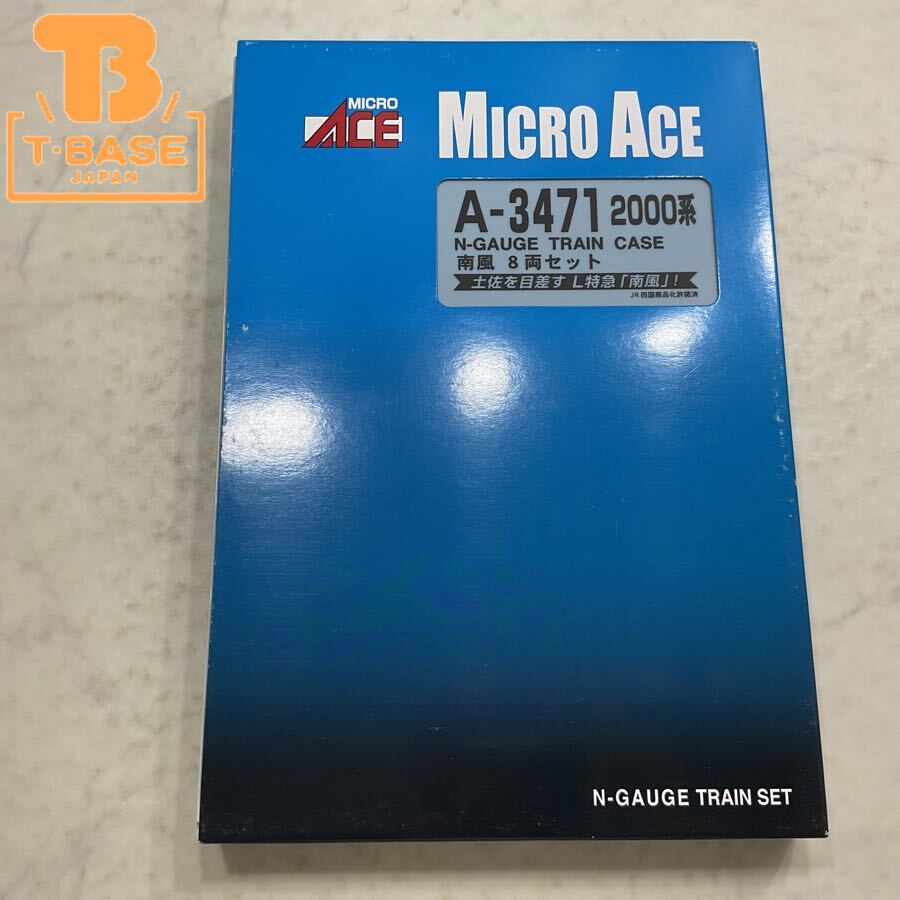 T·BASE
JAPAN
MICRO
ACE
MICRO ACE
A-3471 2000系
N-GAUGE TRAIN CASE
南風 8両セット
土佐を目差す L特急「南風」!
JR四国商品化許諾済
N-GAUGE TRAIN SET